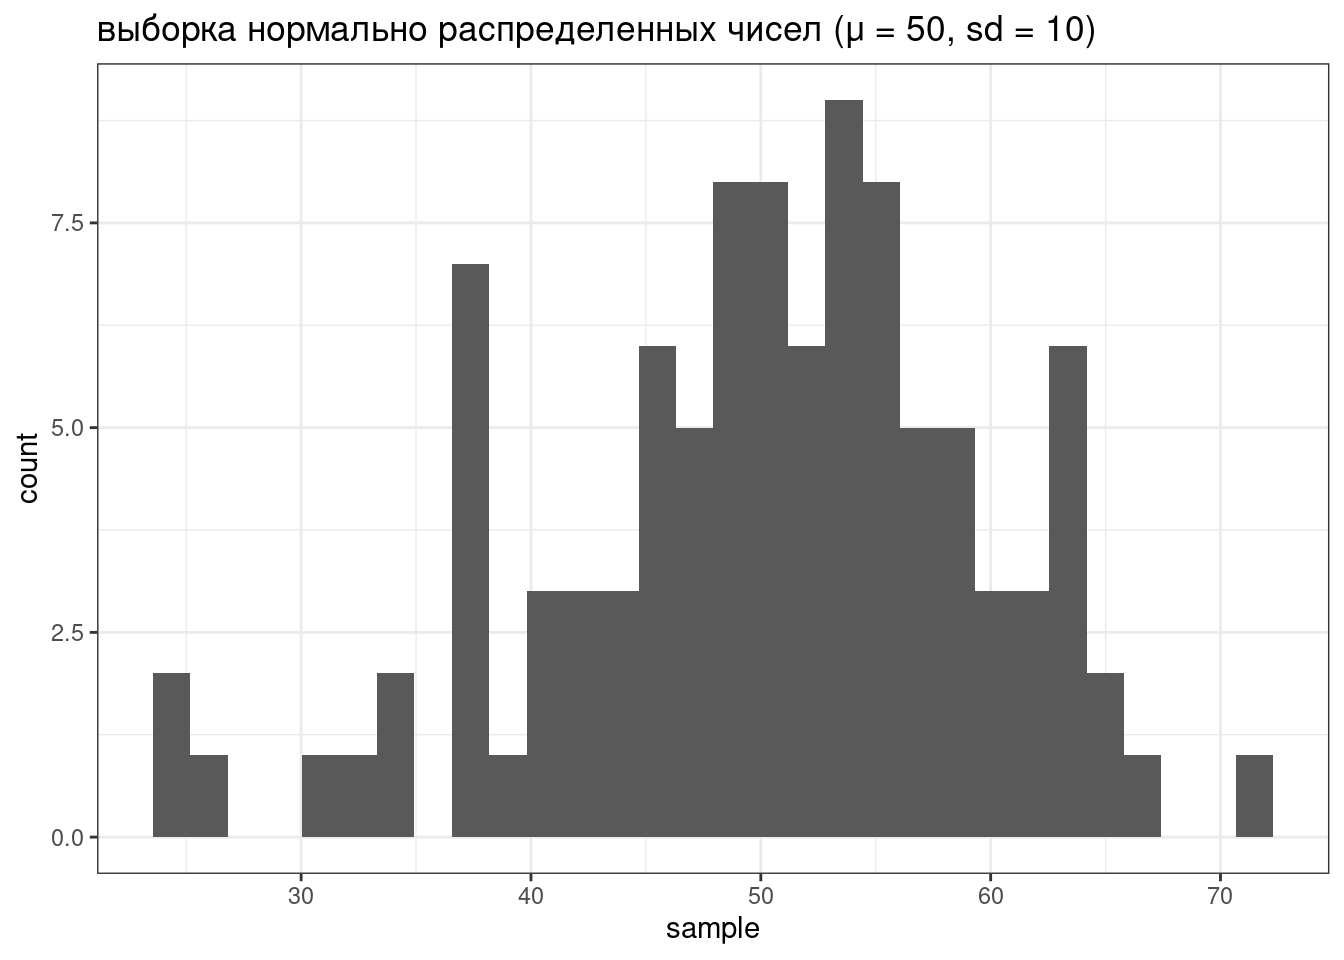 выборка нормально распределенных чисел (μ = 50, sd = 10)
7.5
5.0
2.5
0.0
count
30 40 50 60 70
sample